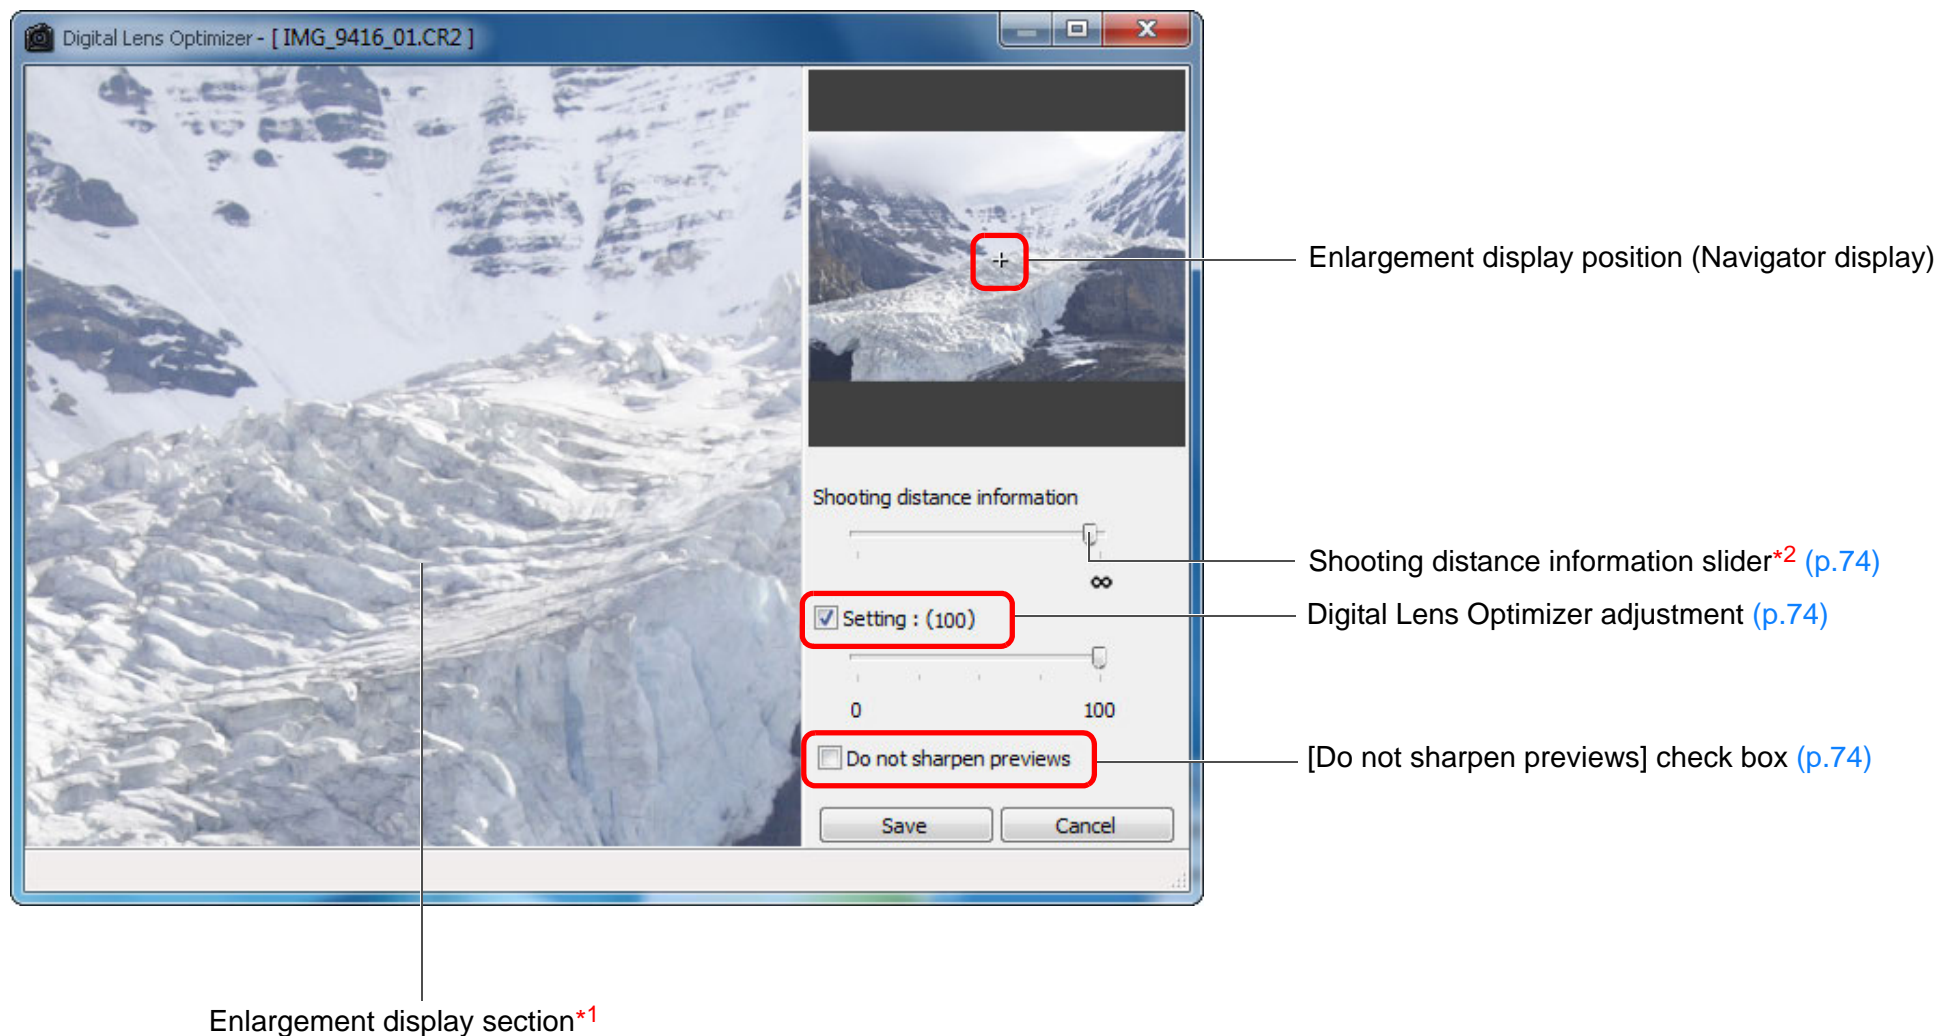 Digital Lens Optimizer - [ IMG_9416_01.CR2 ]
Enlargement display position (Navigator display)
Shooting distance information
Shooting distance information slider*2 (p.74)
∞
Setting : (100)
Digital Lens Optimizer adjustment (p.74)
0 100
Do not sharpen previews
[Do not sharpen previews] check box (p.74)
Save Cancel
Enlargement display section*1